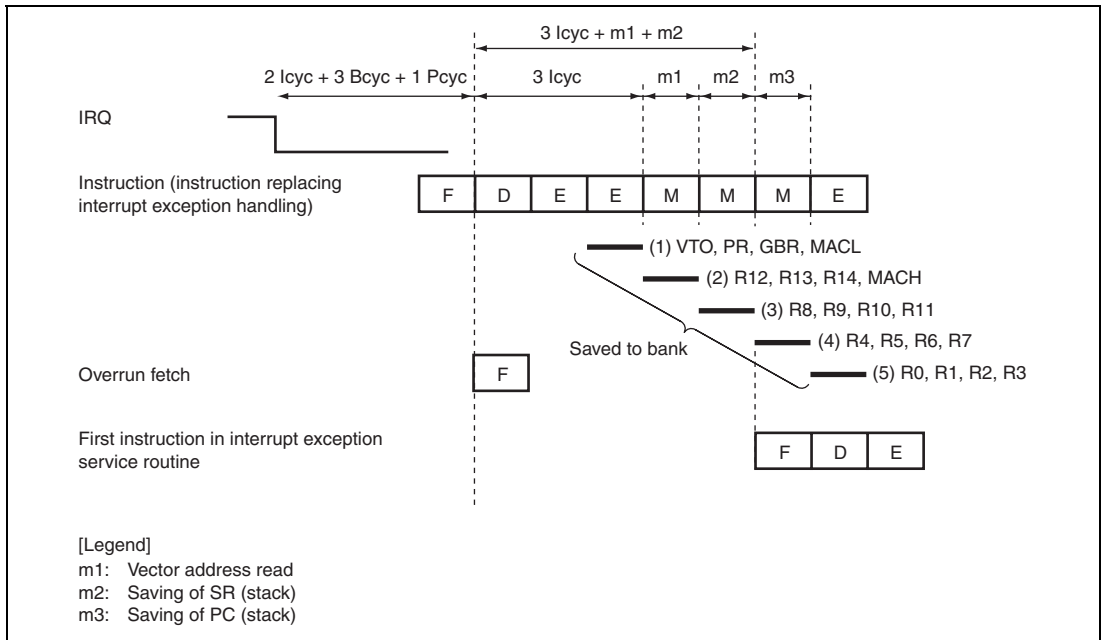 3 Icyc + m1 + m2
2 Icyc + 3 Bcyc + 1 Pcyc
3 Icyc
m1
m2
m3
IRQ
Instruction (instruction replacing
interrupt exception handling)
F D E E M M M E
(1) VTO, PR, GBR, MACL
(2) R12, R13, R14, MACH
(3) R8, R9, R10, R11
(4) R4, R5, R6, R7
Saved to bank
(5) R0, R1, R2, R3
Overrun fetch
F
First instruction in interrupt exception
service routine
F D E
[Legend]
m1: Vector address read
m2: Saving of SR (stack)
m3: Saving of PC (stack)